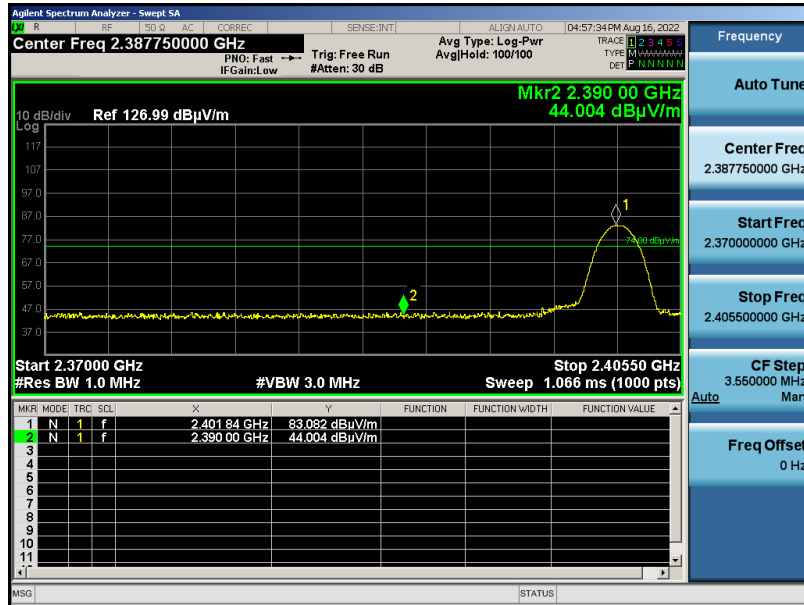 Agilent Spectrum Analyzer - Swept SA
LXI R RF 50 Ω AC CORREC SENSE:INT ALIGN AUTO 04:57:34 PM Aug 16, 2022
Center Freq 2.387750000 GHz
PNO: Fast
IFGain:Low
Trig: Free Run
#Atten: 30 dB
Avg Type: Log-Pwr
Avg|Hold: 100/100
TRACE 1 2 3 4 5 6
TYPE M
DET P N N N N N
Mkr2 2.390 00 GHz
44.004 dBµV/m
10 dB/div Ref 126.99 dBµV/m
Log
117
107
97.0
87.0
77.0
67.0
57.0
47.0
37.0
1
74.00 dBµV/m
2
Start 2.37000 GHz Stop 2.40550 GHz
#Res BW 1.0 MHz #VBW 3.0 MHz Sweep 1.066 ms (1000 pts)
MKR MODE TRC SCL X Y FUNCTION FUNCTION WIDTH FUNCTION VALUE
1 N 1 f 2.401 84 GHz 83.082 dBµV/m
2 N 1 f 2.390 00 GHz 44.004 dBµV/m
3
4
5
6
7
8
9
10
11
MSG STATUS
Frequency
Auto Tune
Center Freq
2.387750000 GHz
Start Freq
2.370000000 GHz
Stop Freq
2.405500000 GHz
CF Step
3.550000 MHz
Auto Man
Freq Offset
0 Hz